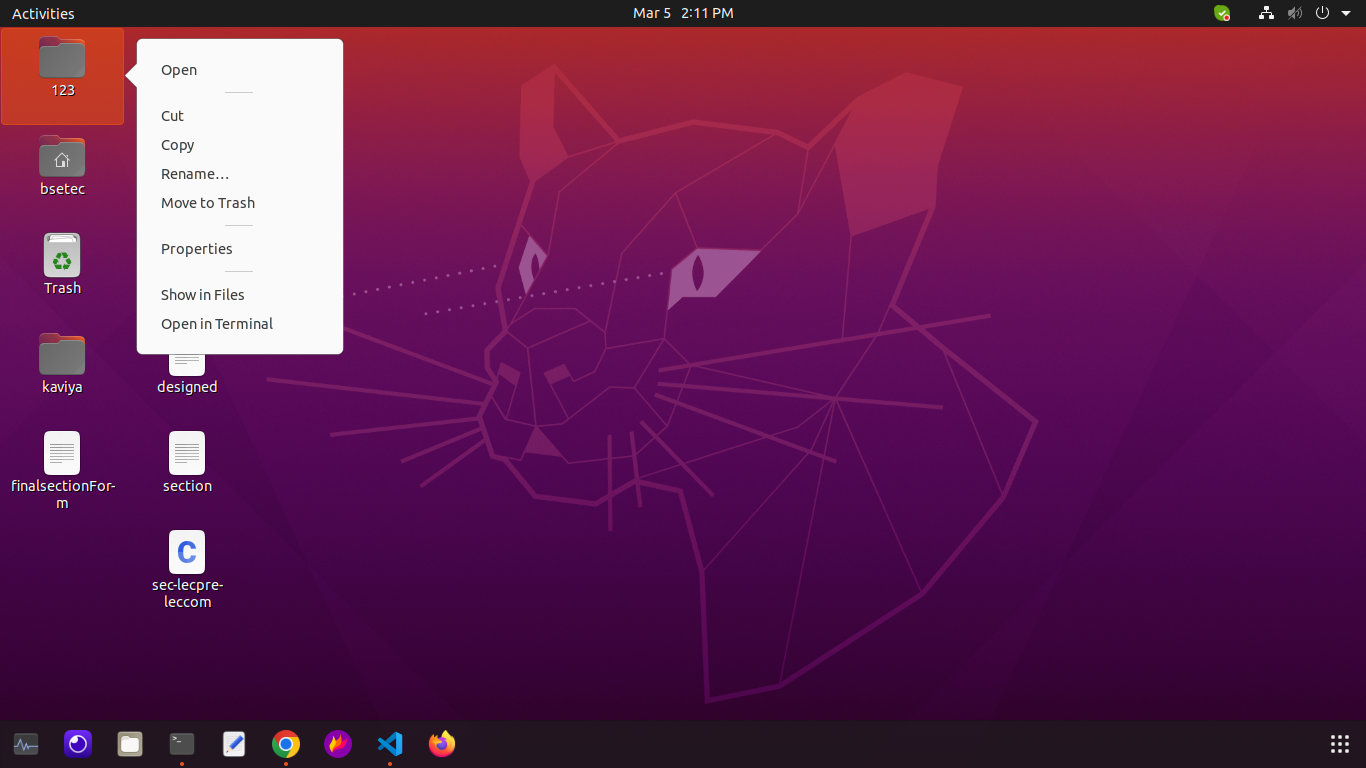 Activities
Mar 5 2:11 PM
123
Open
Cut
Copy
Rename…
Move to Trash
Properties
Show in Files
Open in Terminal
bsetec
Trash
kaviya
designed
finalsectionFor-
m
section
C
sec-lecpre-
leccom
>_